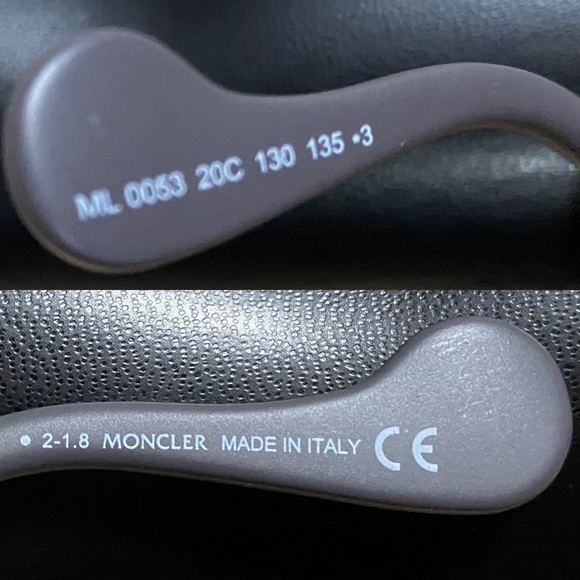 ML 0053 20C 130 135 •3
• 2-1.8 MONCLER MADE IN ITALY CE